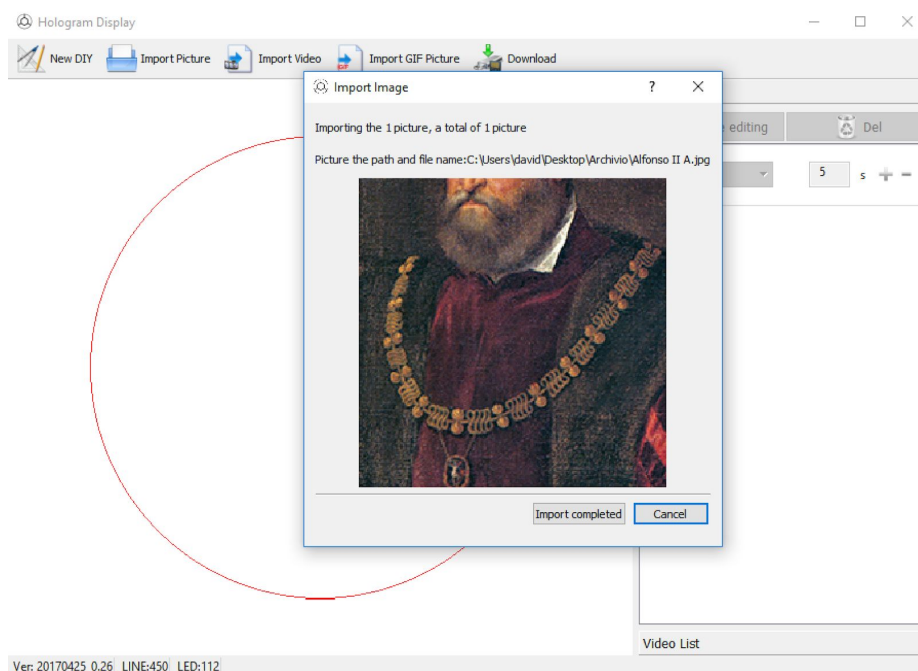 Hologram Display
New DIY Import Picture Import Video Import GIF Picture Download
Import Image
Importing the 1 picture, a total of 1 picture
editing Del
Picture the path and file name:C:\Users\david\Desktop\Archivio\Alfonso II A.jpg
5 s
Import completed Cancel
Video List
Ver: 20170425 0.26 LINE:450 LED:112